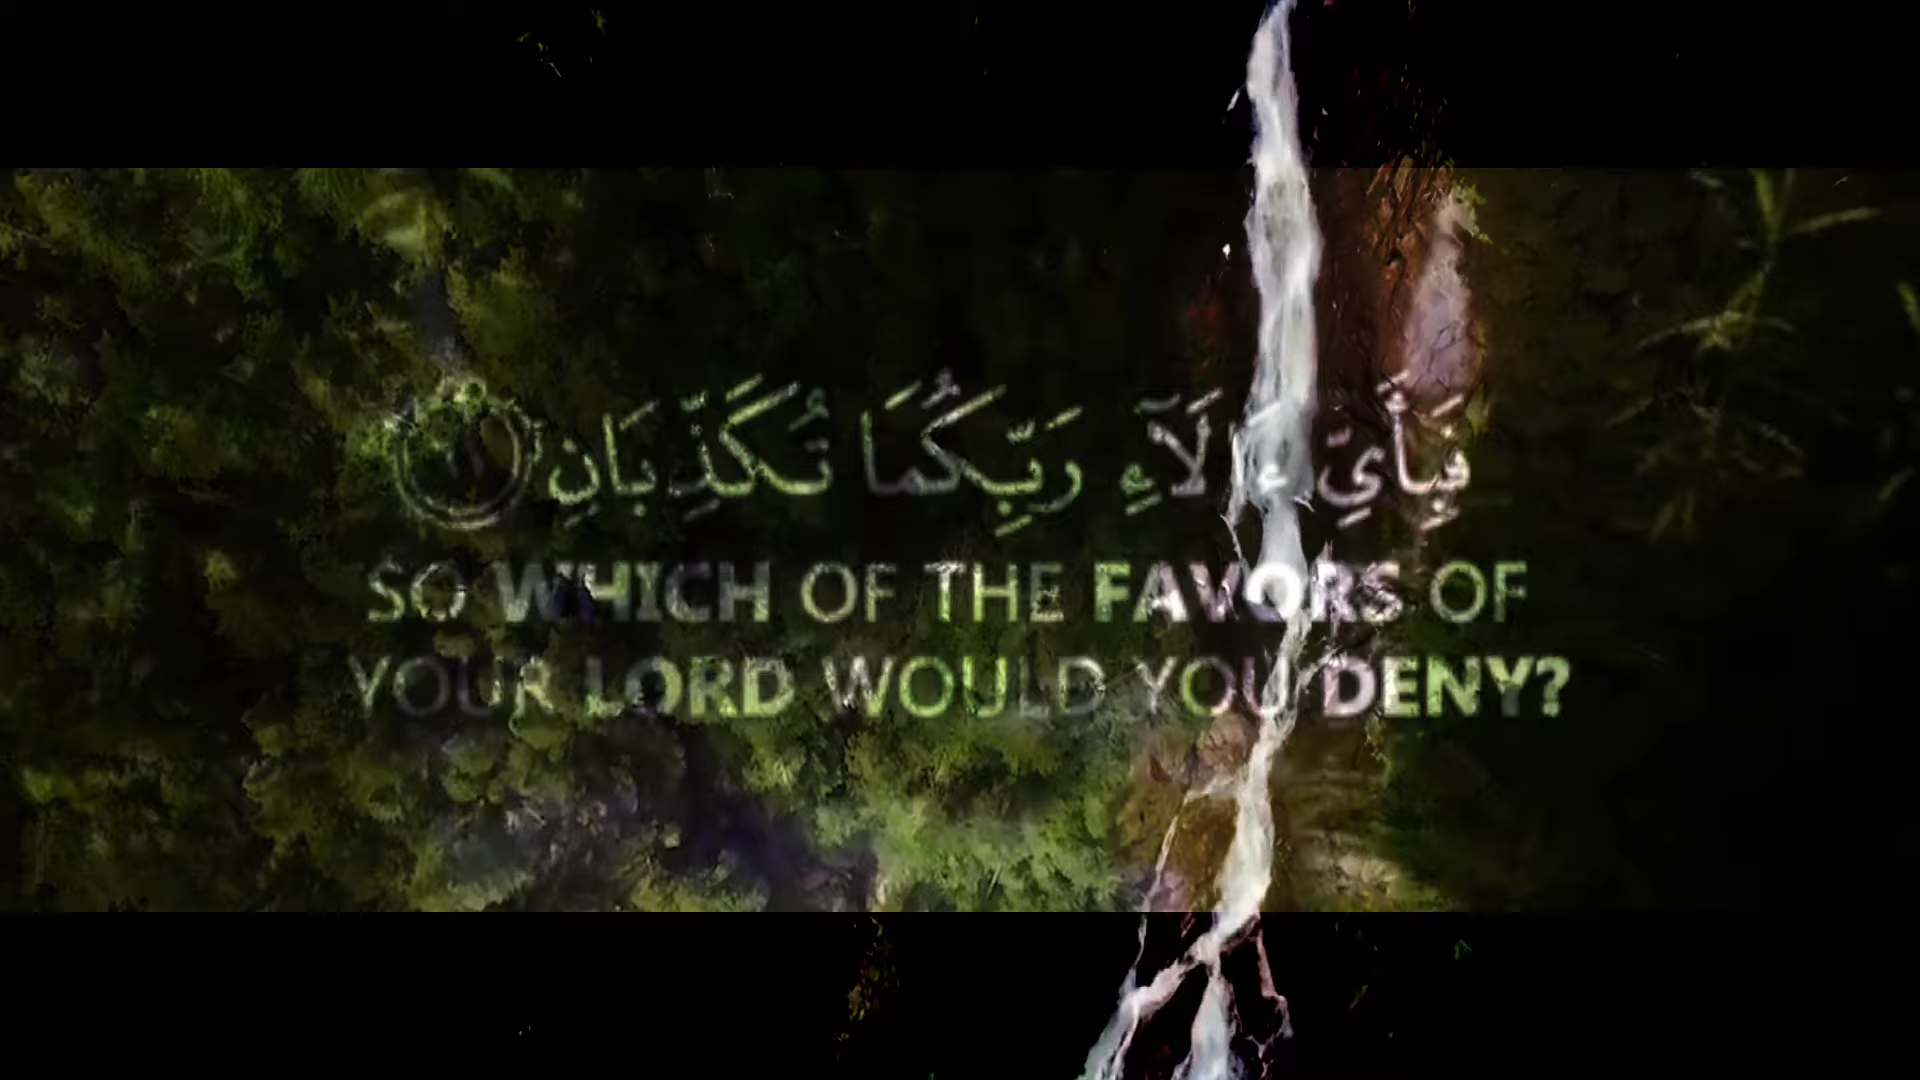 فَبِأَيِّ ءَالَآءِ رَبِّكُمَا تُكَذِّبَانِ
SO WHICH OF THE FAVORS OF
YOUR LORD WOULD YOU DENY?